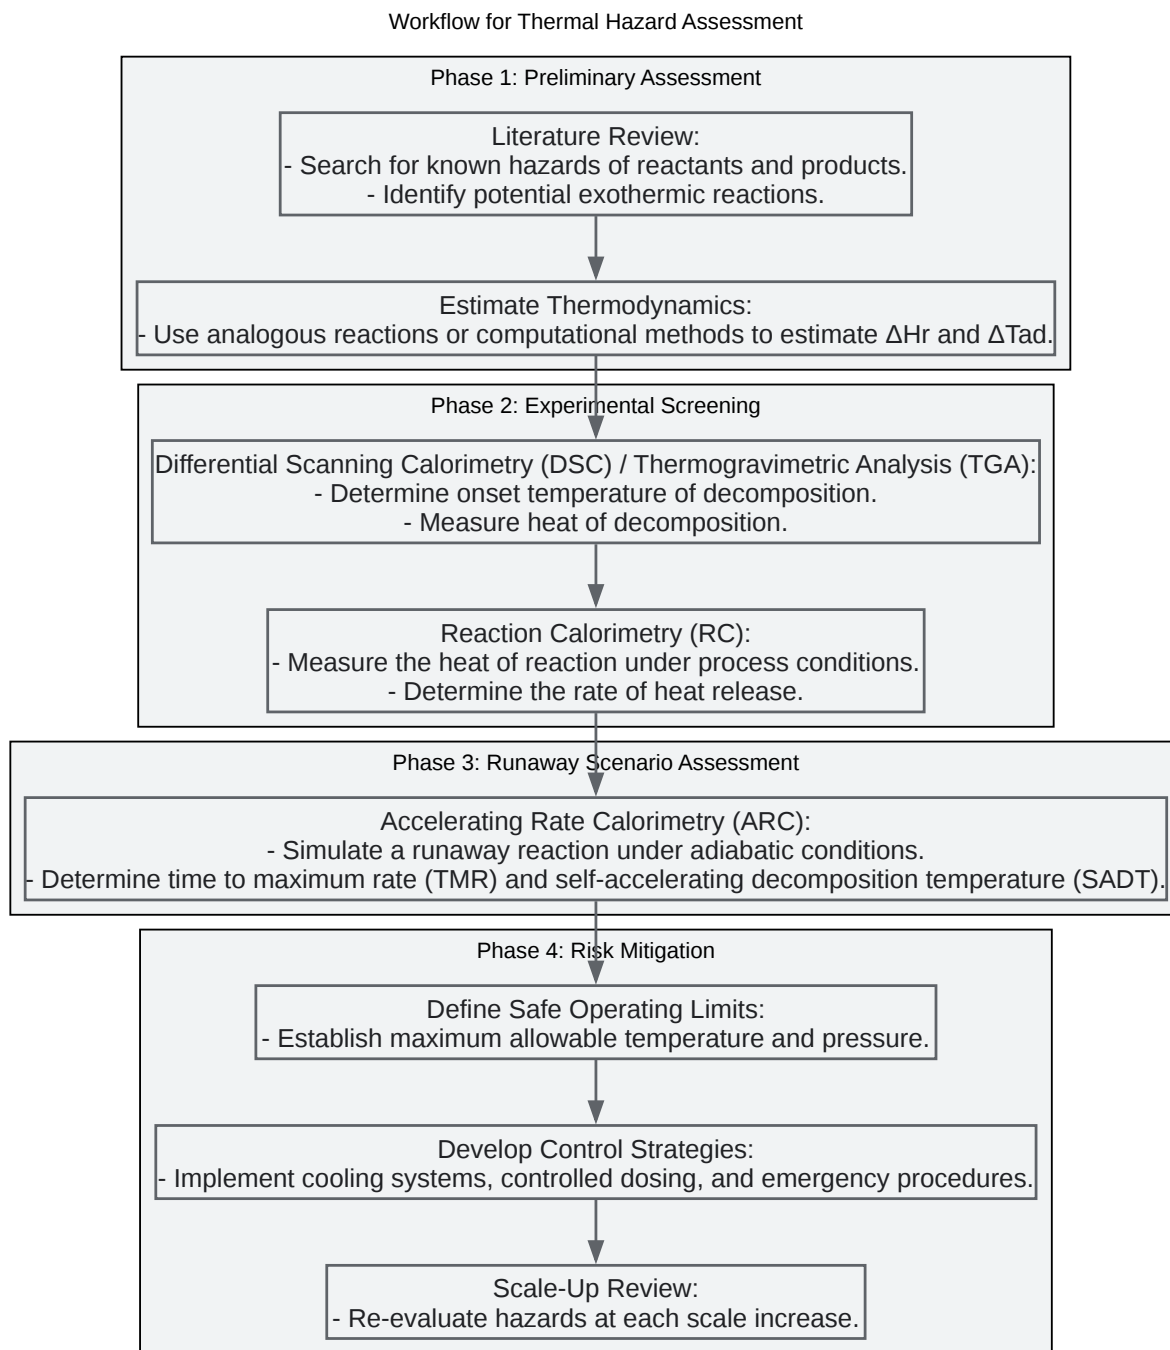 Workflow for Thermal Hazard Assessment
Phase 1: Preliminary Assessment
Literature Review:
- Search for known hazards of reactants and products.
- Identify potential exothermic reactions.
Estimate Thermodynamics:
- Use analogous reactions or computational methods to estimate ΔHr and ΔTad.
Phase 2: Experimental Screening
Differential Scanning Calorimetry (DSC) / Thermogravimetric Analysis (TGA):
- Determine onset temperature of decomposition.
- Measure heat of decomposition.
Reaction Calorimetry (RC):
- Measure the heat of reaction under process conditions.
- Determine the rate of heat release.
Phase 3: Runaway Scenario Assessment
Accelerating Rate Calorimetry (ARC):
- Simulate a runaway reaction under adiabatic conditions.
- Determine time to maximum rate (TMR) and self-accelerating decomposition temperature (SADT).
Phase 4: Risk Mitigation
Define Safe Operating Limits:
- Establish maximum allowable temperature and pressure.
Develop Control Strategies:
- Implement cooling systems, controlled dosing, and emergency procedures.
Scale-Up Review:
- Re-evaluate hazards at each scale increase.